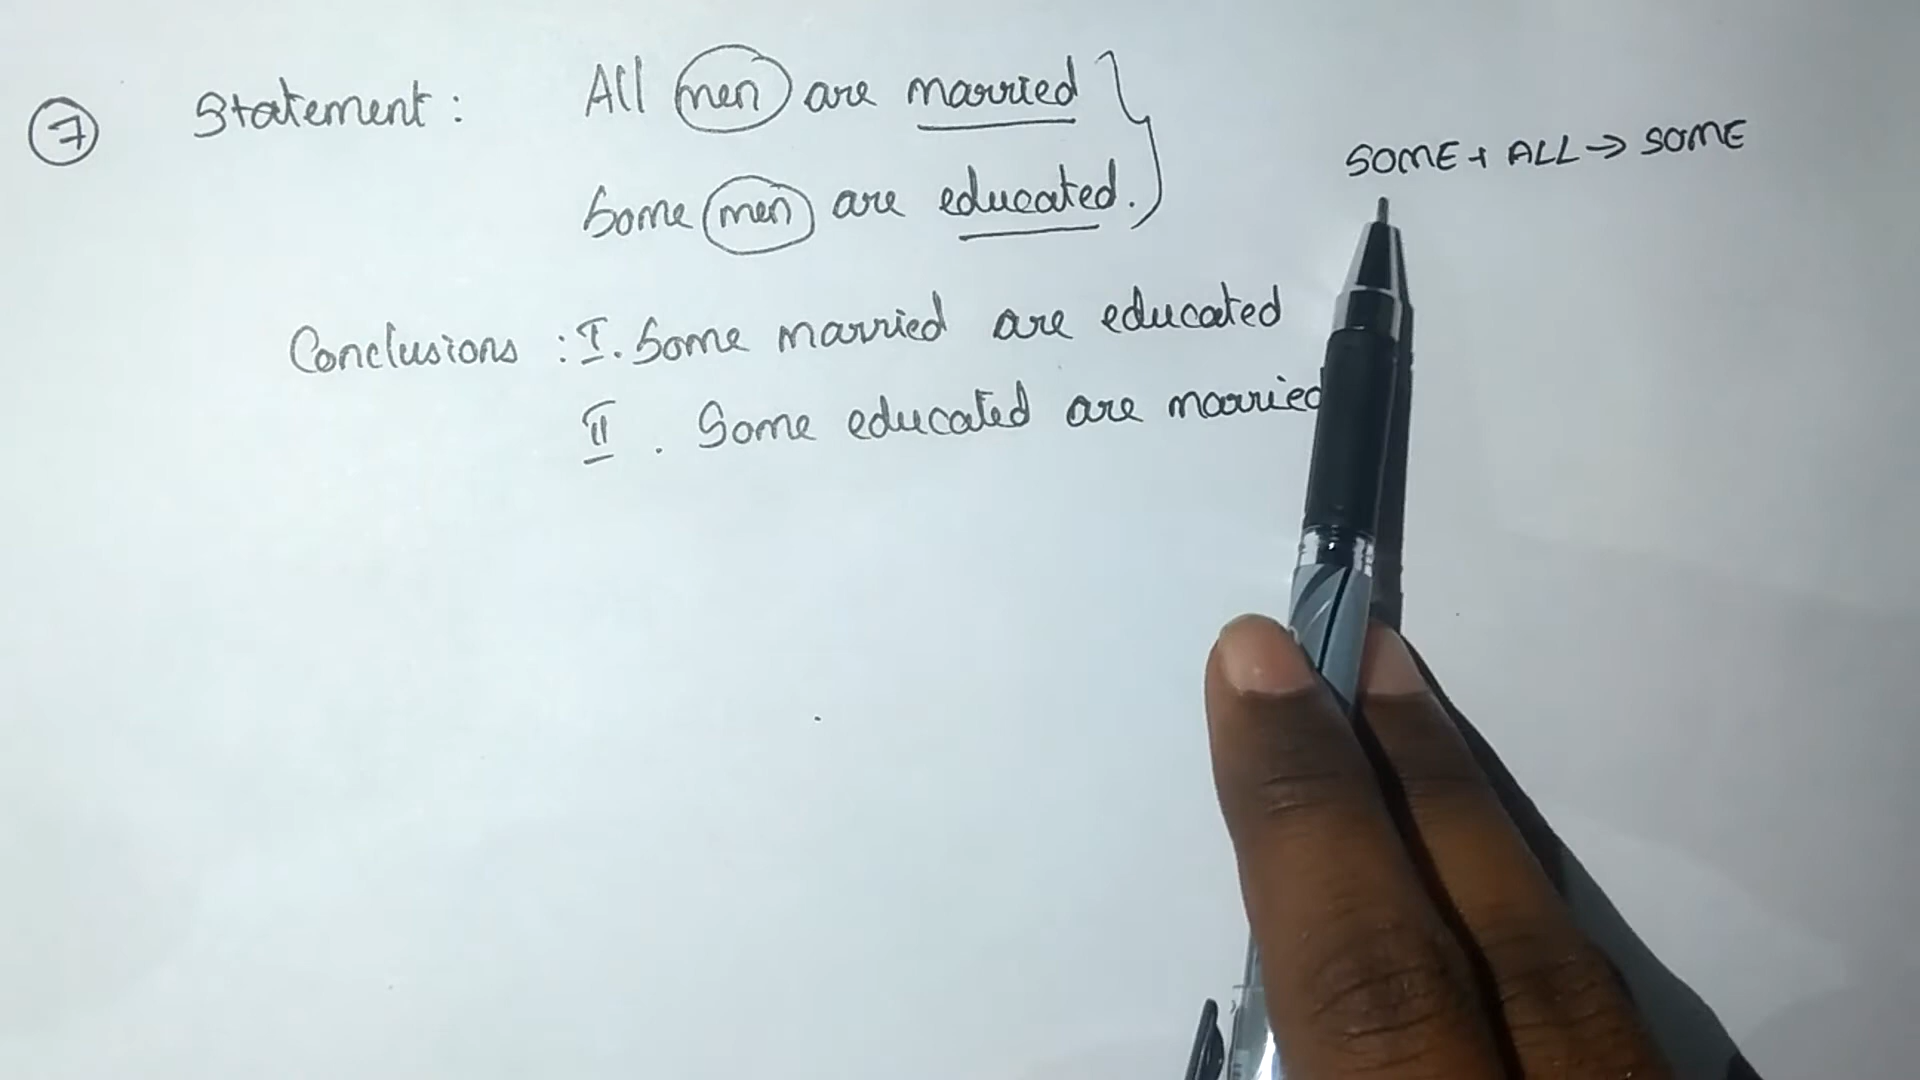 7 Statement : All men are married
Some men are educated.
SOME + ALL → SOME
Conclusions : I. Some married are educated
II. Some educated are married